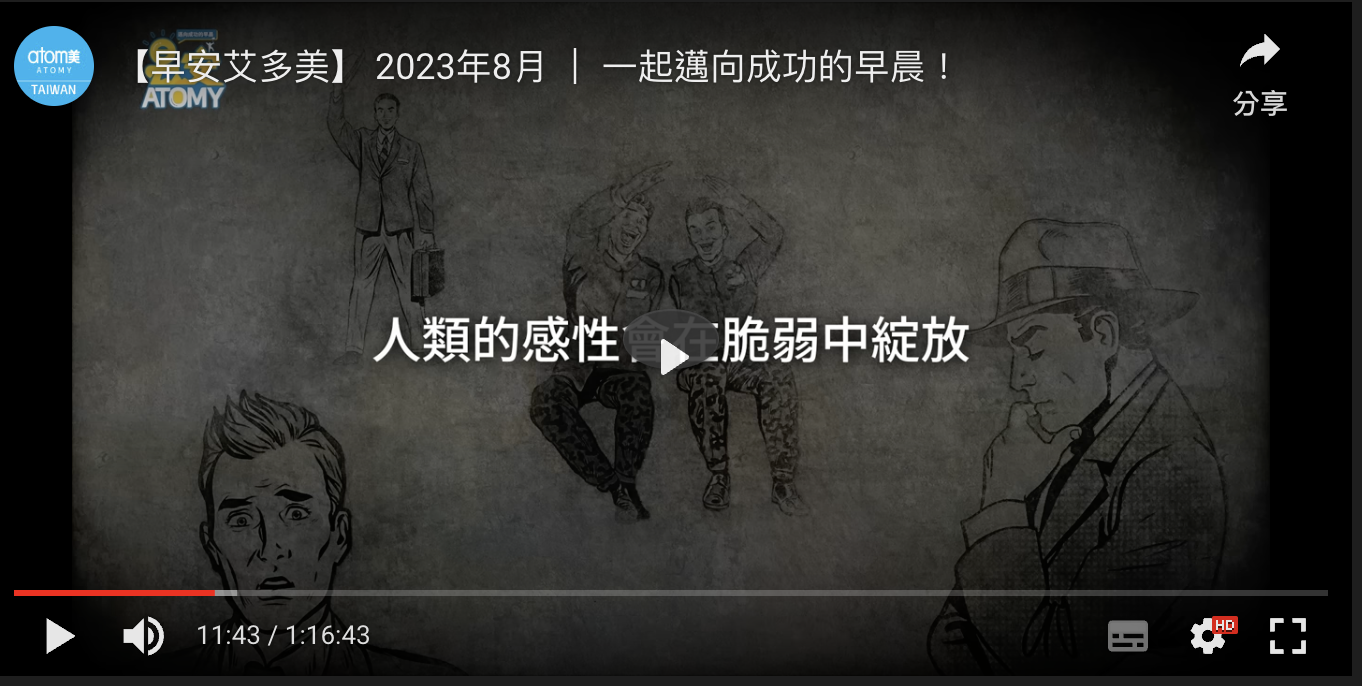 atom美
ATOMY
TAIWAN
【早安艾多美】 2023年8月 │ 一起邁向成功的早晨！
ATOMY
分享
人類的感性會在脆弱中綻放
11:43 / 1:16:43
HD